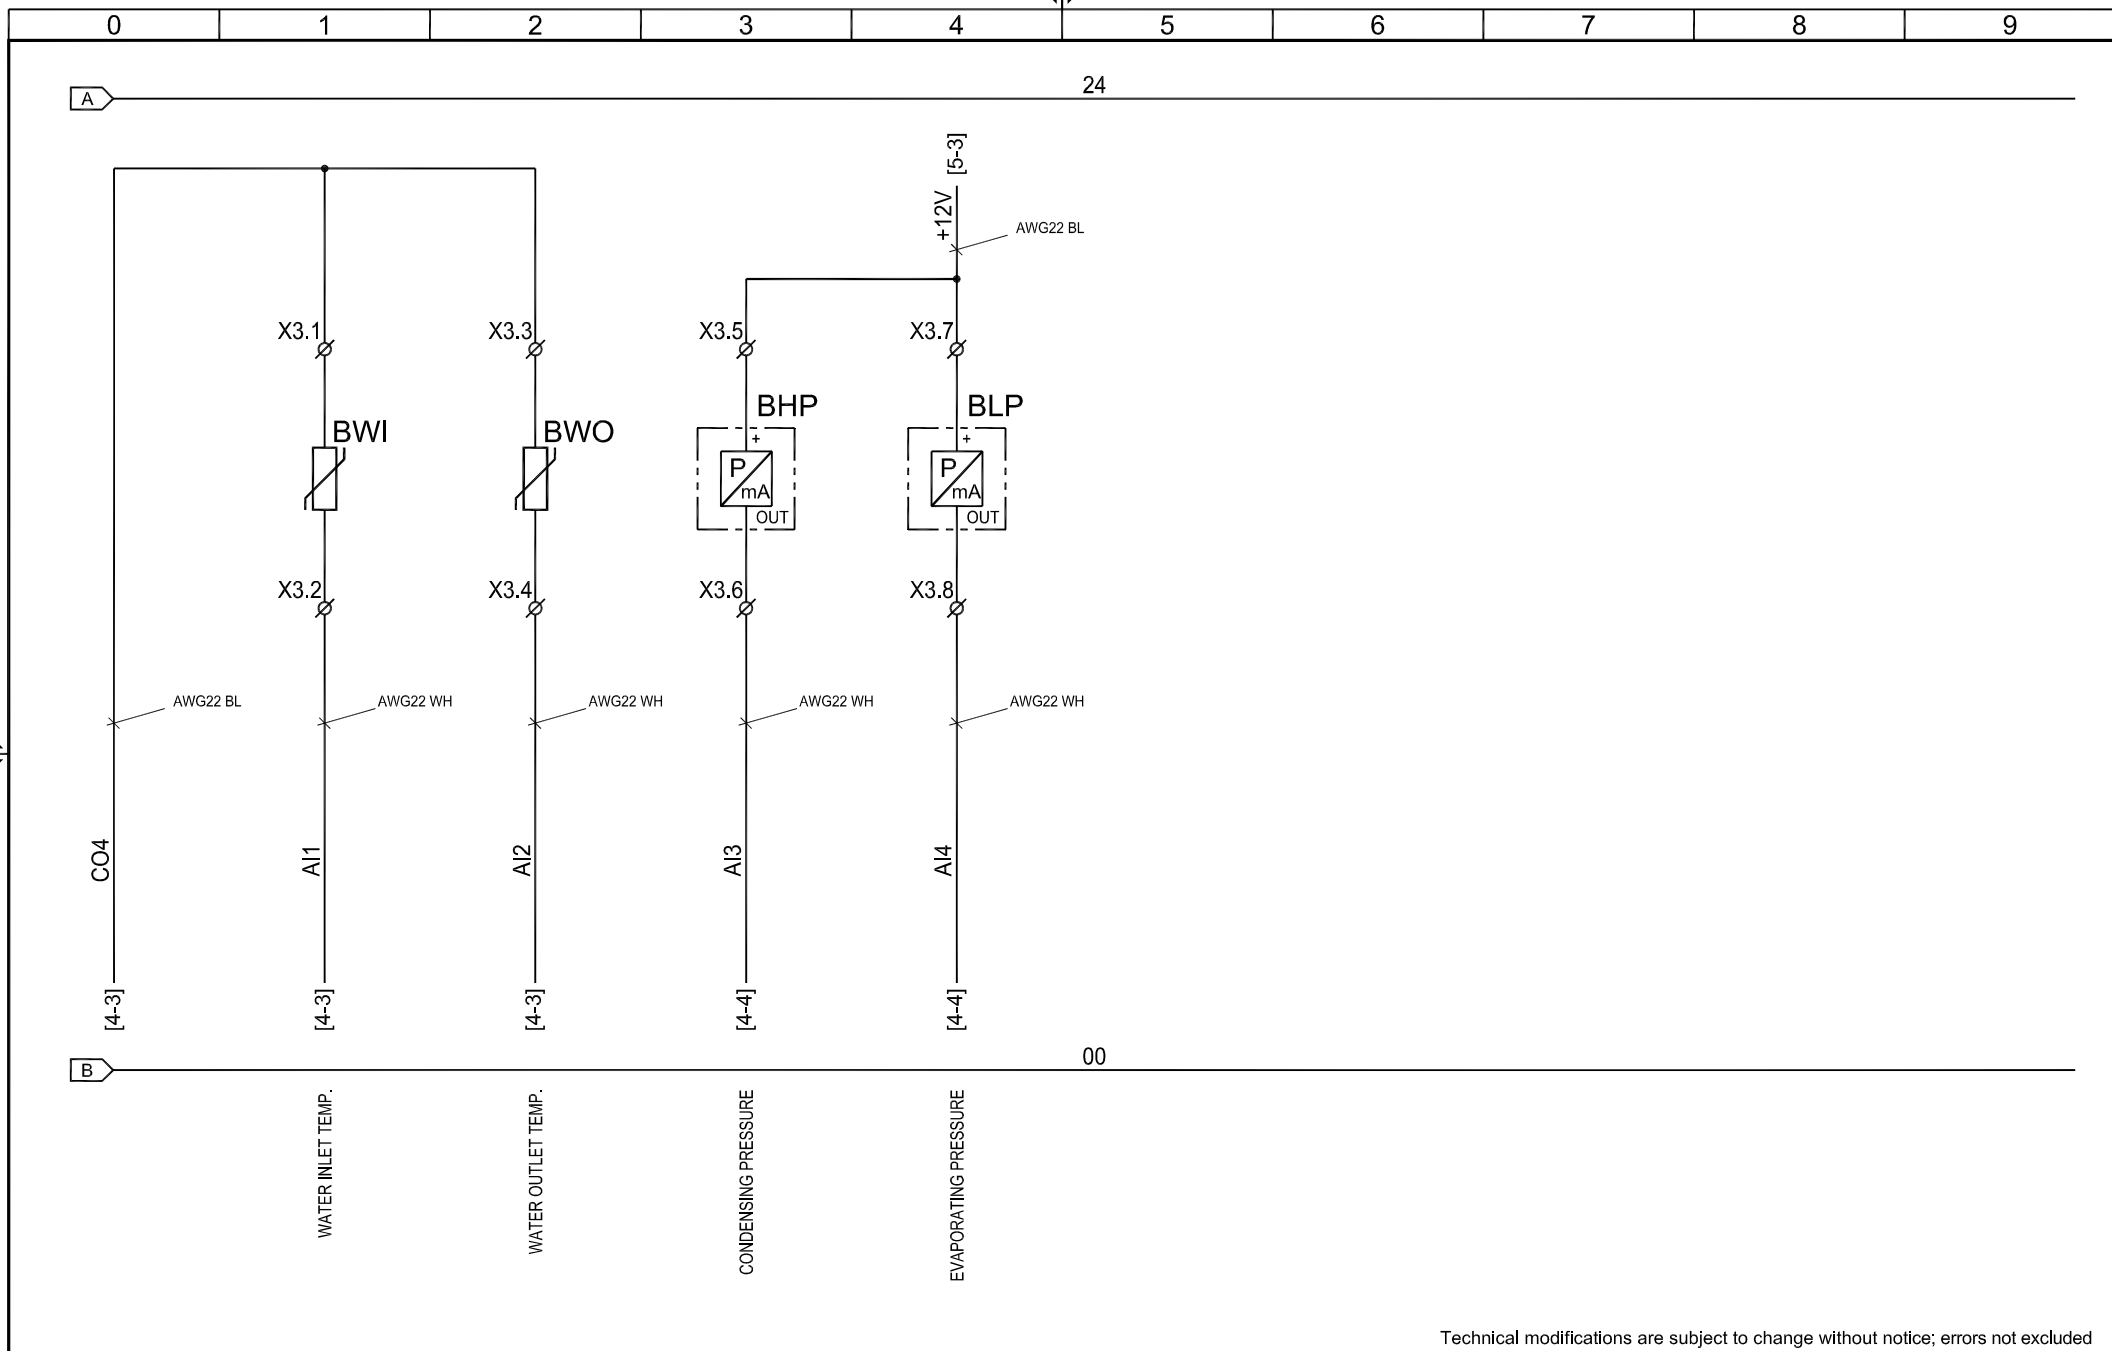 0 1 2 3 4 5 6 7 8 9
A 24
[5-3]
+12V
AWG22 BL
X3.1 X3.3 X3.5 X3.7
BHP BLP
BWI BWO
+ +
P P
mA mA
OUT OUT
X3.2 X3.4 X3.6 X3.8
AWG22 BL AWG22 WH AWG22 WH AWG22 WH AWG22 WH
CO4 AI1 AI2 AI3 AI4
[4-3] [4-3] [4-3] [4-4] [4-4]
B 00
WATER INLET TEMP.
WATER OUTLET TEMP.
CONDENSING PRESSURE
EVAPORATING PRESSURE
Technical modifications are subject to change without notice; errors not excluded